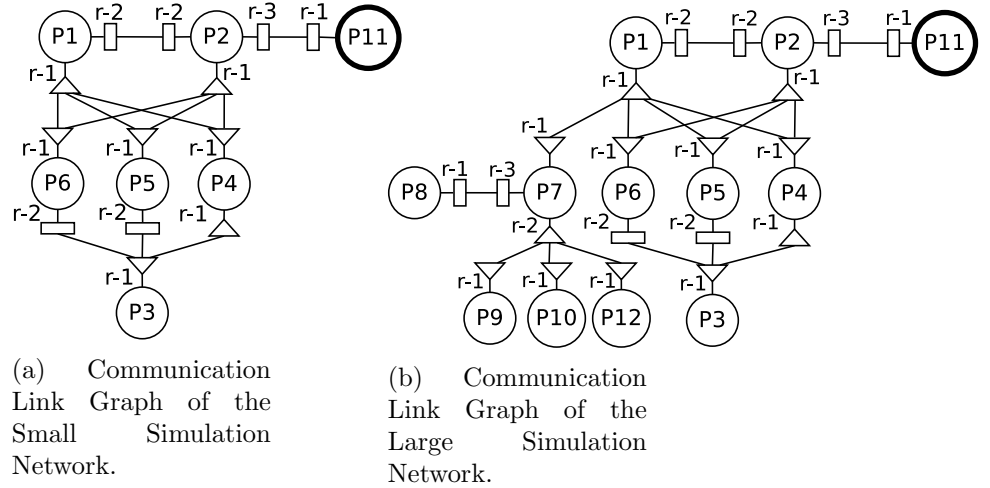 r-2 r-2 r-3 r-1
P1 P2 P11
r-1 r-1
r-1 r-1 r-1
P6 P5 P4
r-2 r-2 r-1
r-1
P3
(a) Communication
Link Graph of the
Small Simulation
Network.
r-2 r-2 r-3 r-1
P1 P2 P11
r-1 r-1
r-1 r-1 r-1 r-1
r-1 r-3
P8 P7 P6 P5 P4
r-2 r-2 r-2 r-1
r-1 r-1 r-1 r-1
P9 P10 P12 P3
(b) Communication
Link Graph of the
Large Simulation
Network.